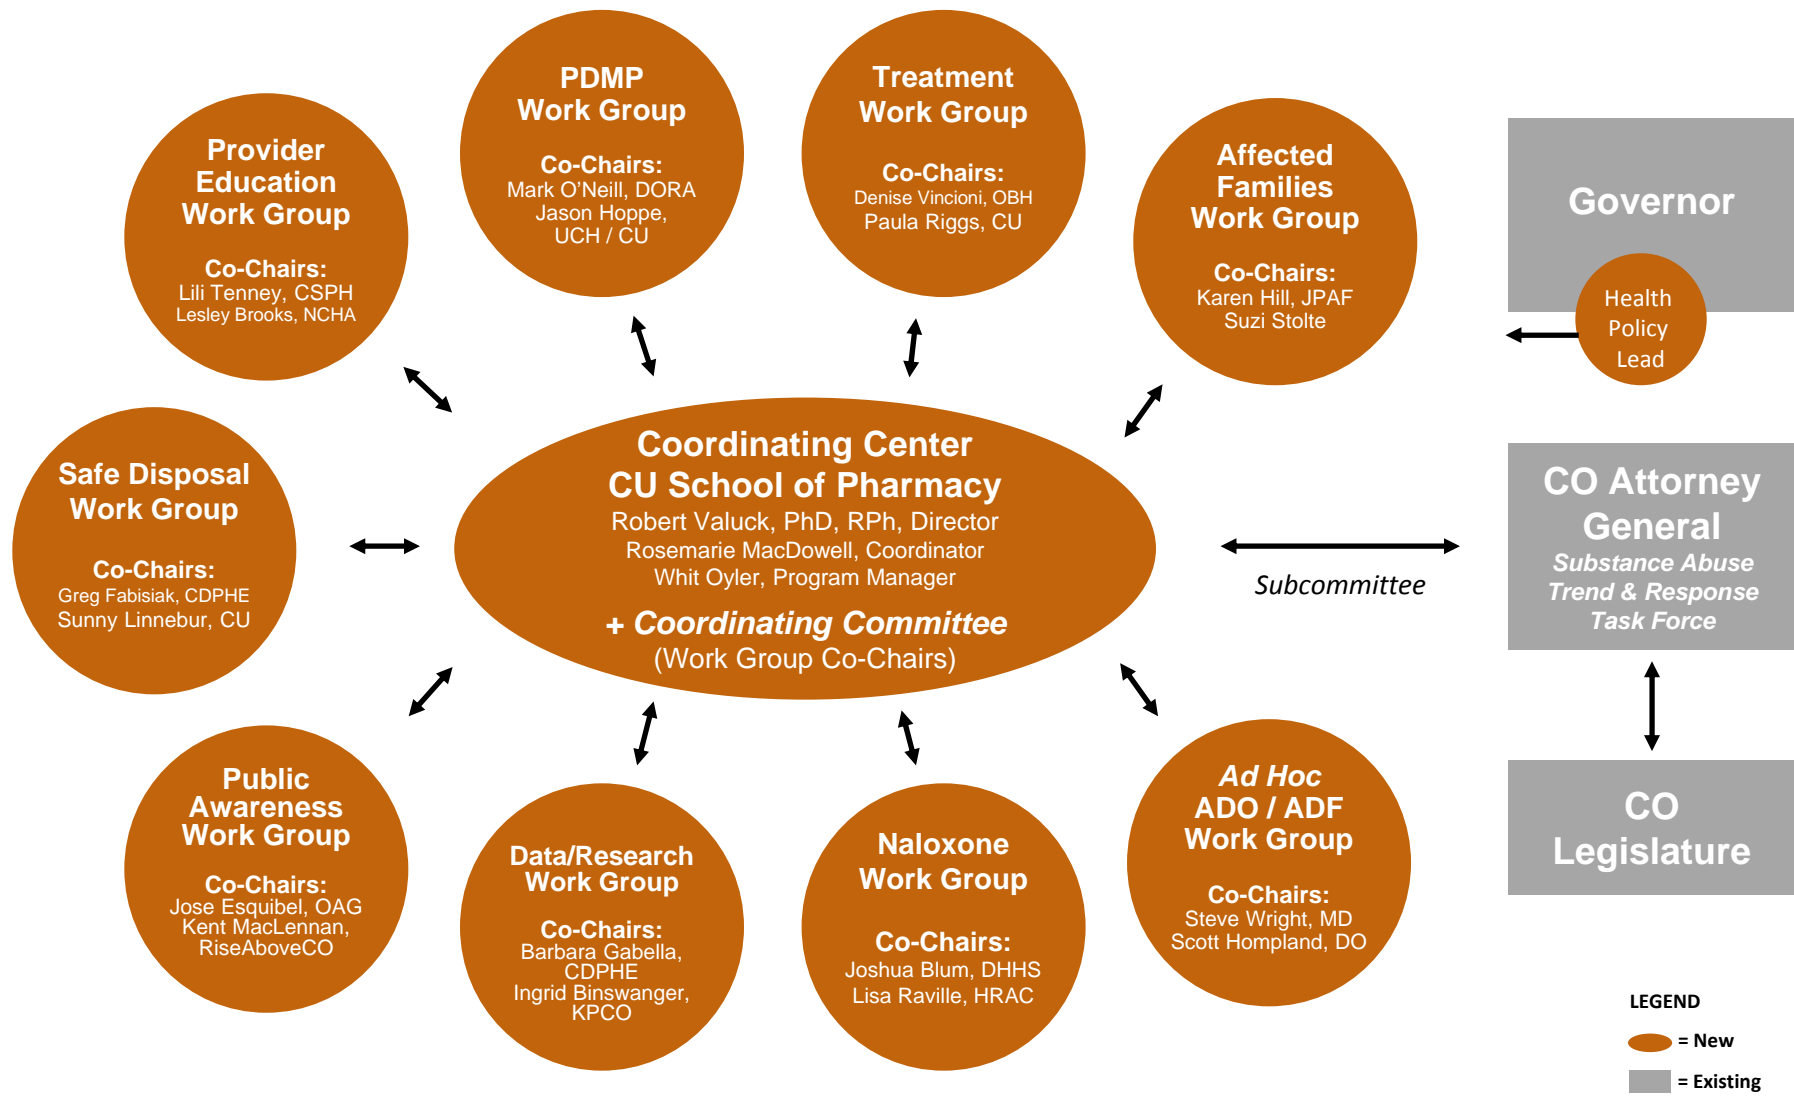 PDMP
Work Group
Co-Chairs:
Mark O’Neill, DORA
Jason Hoppe,
UCH / CU
Treatment
Work Group
Co-Chairs:
Denise Vincioni, OBH
Paula Riggs, CU
Provider
Education
Work Group
Co-Chairs:
Lili Tenney, CSPH
Lesley Brooks, NCHA
Affected
Families
Work Group
Co-Chairs:
Karen Hill, JPAF
Suzi Stolte
Governor
Health
Policy
Lead
Safe Disposal
Work Group
Co-Chairs:
Greg Fabisiak, CDPHE
Sunny Linnebur, CU
Coordinating Center
CU School of Pharmacy
Robert Valuck, PhD, RPh, Director
Rosemarie MacDowell, Coordinator
Whit Oyler, Program Manager
+ Coordinating Committee
(Work Group Co-Chairs)
Subcommittee
CO Attorney
General
Substance Abuse
Trend & Response
Task Force
Public
Awareness
Work Group
Co-Chairs:
Jose Esquibel, OAG
Kent MacLennan,
RiseAboveCO
Data/Research
Work Group
Co-Chairs:
Barbara Gabella,
CDPHE
Ingrid Binswanger,
KPCO
Naloxone
Work Group
Co-Chairs:
Joshua Blum, DHHS
Lisa Raville, HRAC
Ad Hoc
ADO / ADF
Work Group
Co-Chairs:
Steve Wright, MD
Scott Hompland, DO
CO
Legislature
LEGEND
= New
= Existing